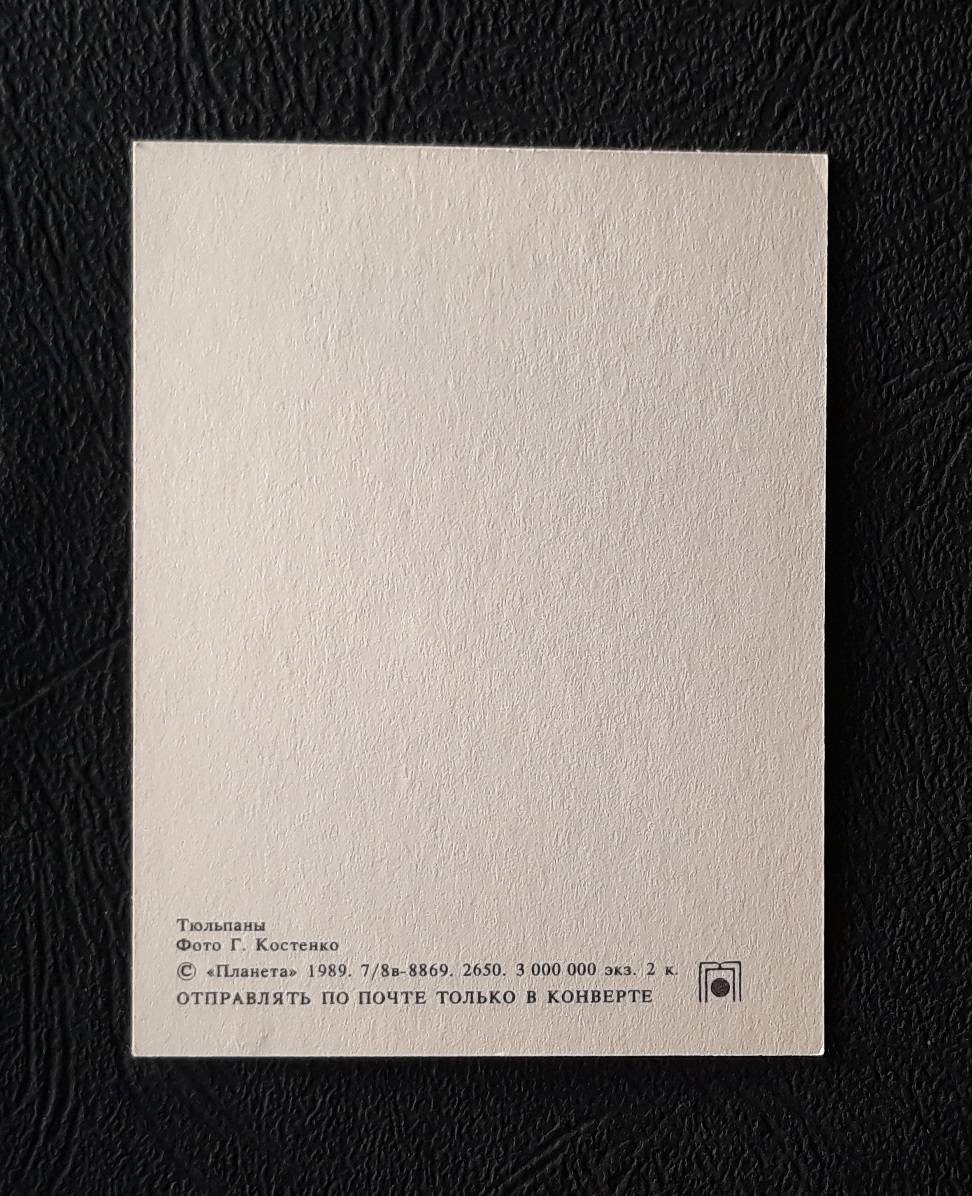 Тюльпаны
Фото Г. Костенко
© «Планета» 1989. 7/8в-8869. 2650. 3 000 000 экз. 2 к.
ОТПРАВЛЯТЬ ПО ПОЧТЕ ТОЛЬКО В КОНВЕРТЕ